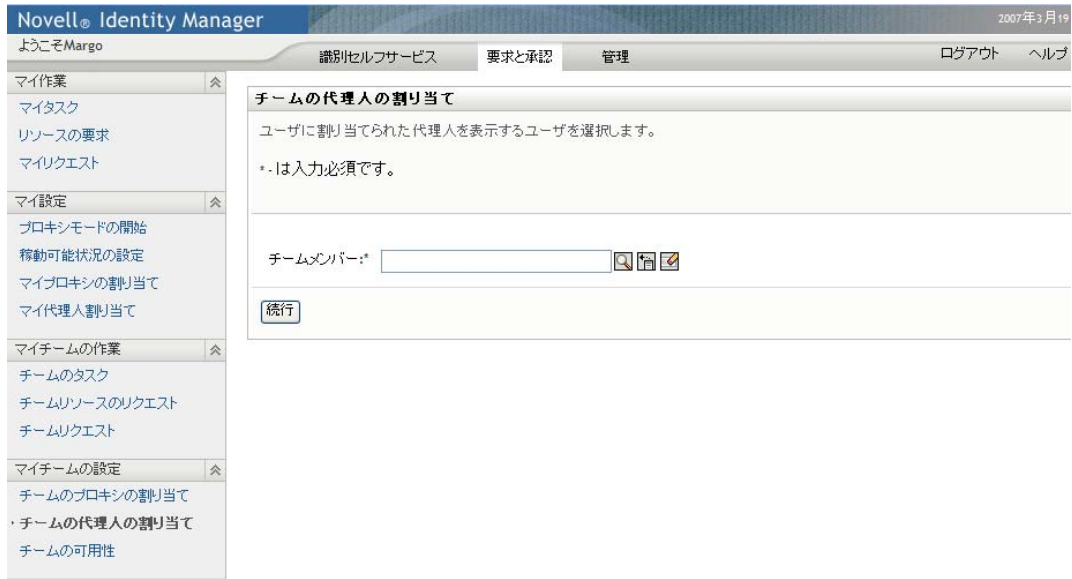 Novell® Identity Manager
2007年3月19
ようこそMargo
識別セルフサービス 要求と承認 管理 ログアウト ヘルプ
マイ作業
マイタスク
リソースの要求
マイリクエスト
マイ設定
プロキシモードの開始
稼動可能状況の設定
マイプロキシの割り当て
マイ代理人割り当て
マイチームの作業
チームのタスク
チームリソースのリクエスト
チームリクエスト
マイチームの設定
チームのプロキシの割り当て
・チームの代理人の割り当て
チームの可用性
チームの代理人の割り当て
ユーザに割り当てられた代理人を表示するユーザを選択します。
*-は入力必須です。
チームメンバー:*
続行